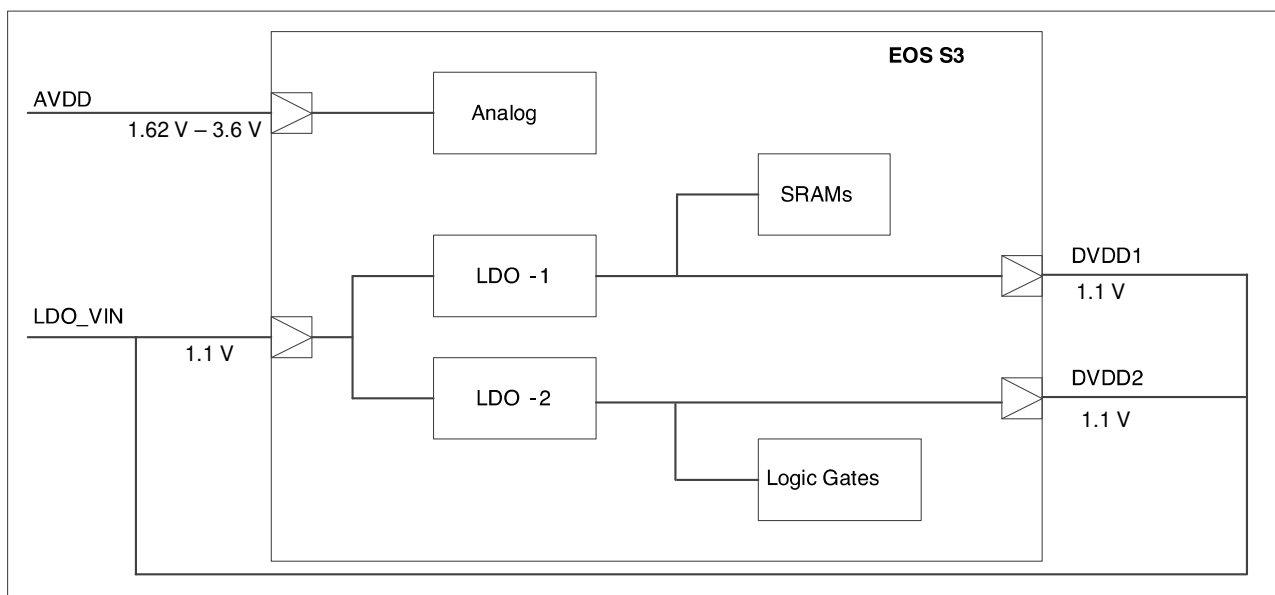 EOS S3
AVDD
1.62 V – 3.6 V
Analog
SRAMs
LDO -1
DVDD1
1.1 V
LDO_VIN
1.1 V
LDO -2
DVDD2
1.1 V
Logic Gates